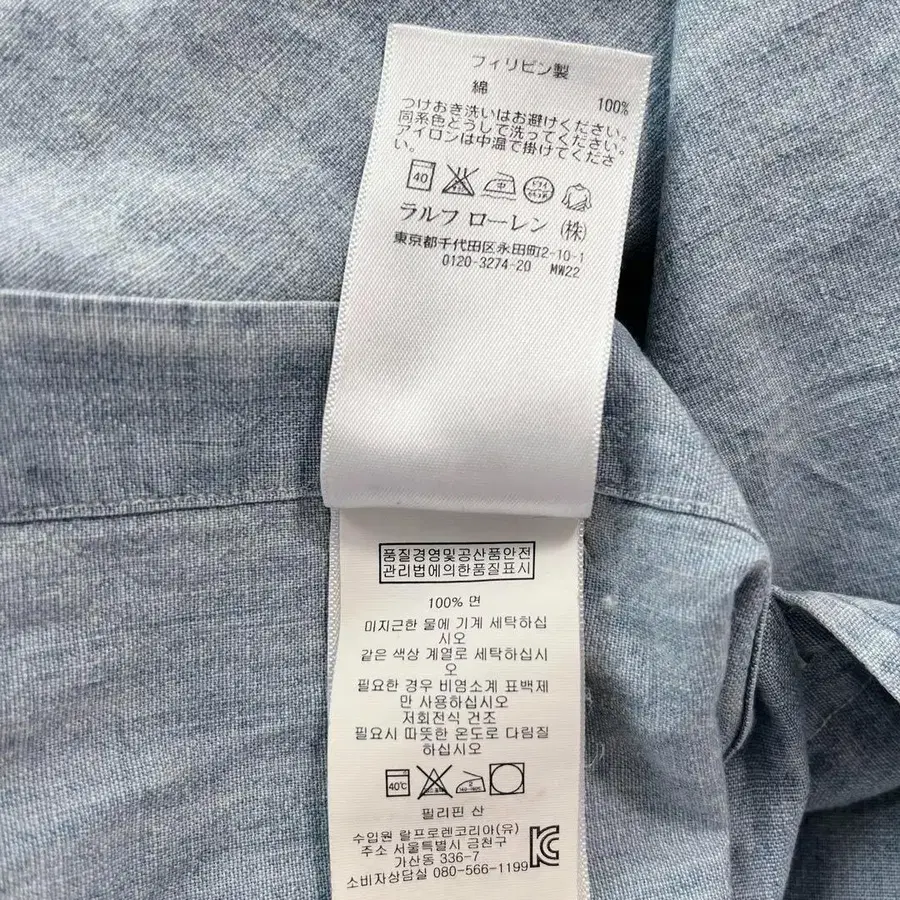 フィリピン製
綿 100%
つけおき洗いはお避けください。
同系色どうしで洗ってください。
アイロンは中温で掛けてくださ
い。
40 中 ドライ
ラルフ ローレン (株)
東京都千代田区永田町2-10-1
0120-3274-20 MW22
품질경영및공산품안전
관리법에의한품질표시
100% 면
미지근한 물에 기계 세탁하십
시오
같은 색상 계열로 세탁하십시
오
필요한 경우 비염소계 표백제
만 사용하십시오
저회전식 건조
필요시 따뜻한 온도로 다림질
하십시오
40℃
필리핀 산
수입원 랄프로렌코리아(유)
주소 서울특별시 금천구
가산동 336-7
소비자상담실 080-566-1199